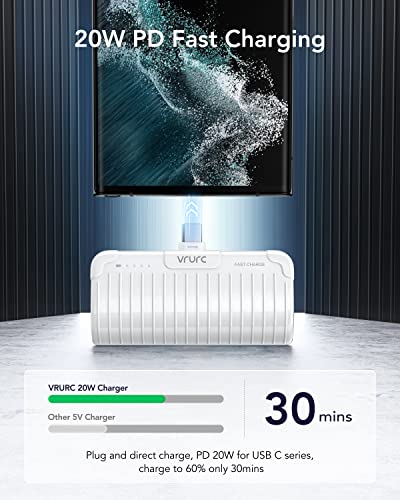 20W PD Fast Charging
vrurc
FAST CHARGE
VRURC 20W Charger
Other 5V Charger
30 mins
Plug and direct charge, PD 20W for USB C series,
charge to 60% only 30mins